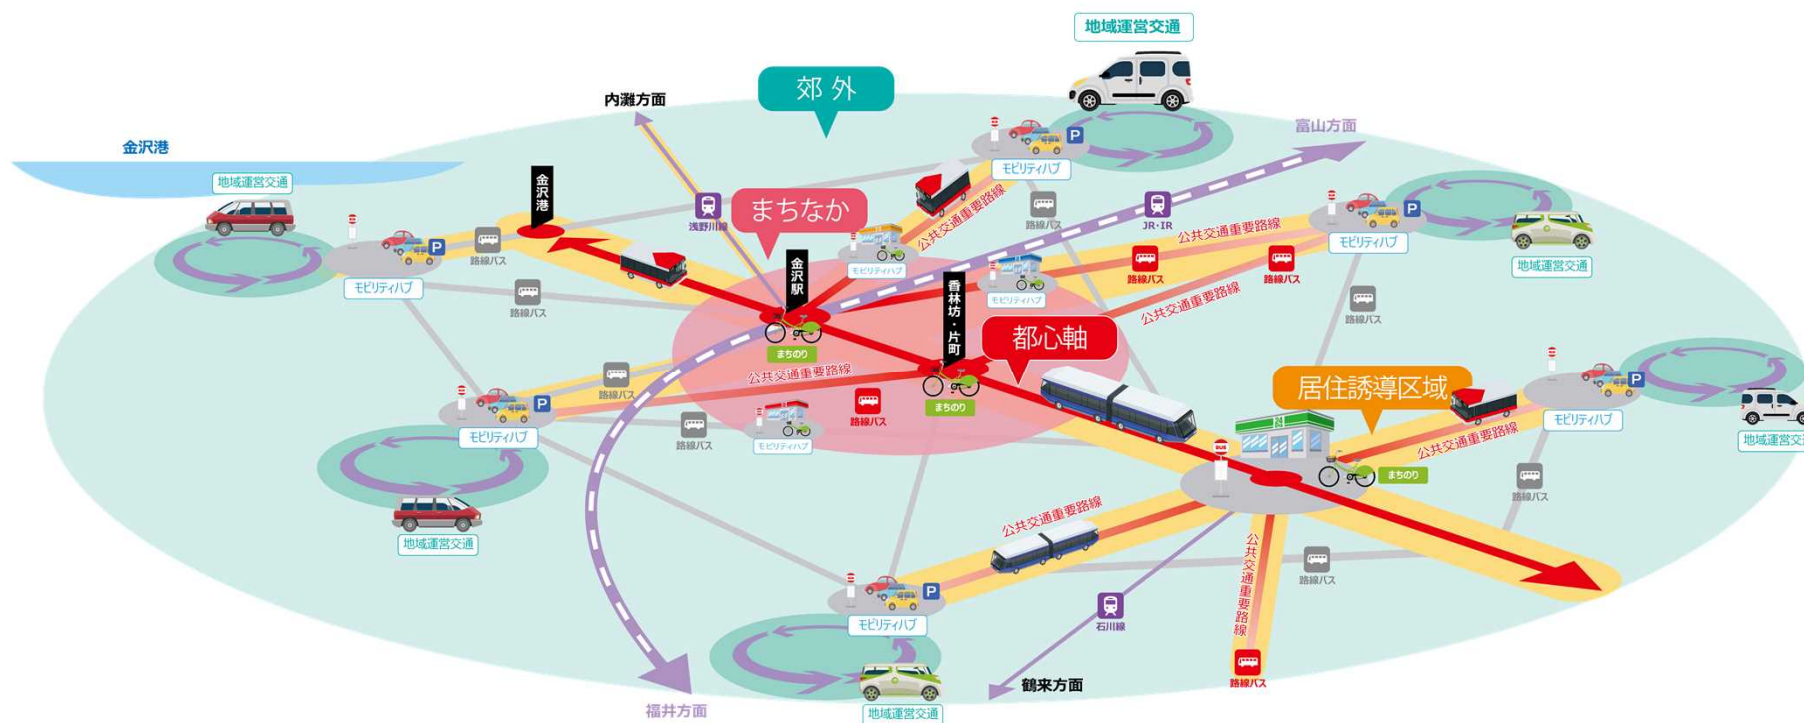 地域運営交通
郊 外
内灘方面
金沢港
富山方面
P
モビリティハブ
地域運営交通
金沢港
まちなか
浅野川線
公共交通重要路線
路線バス
JR・IR
P
モビリティハブ
地域運営交通
P
モビリティハブ
路線バス
路線バス
金沢駅
モビリティハブ
モビリティハブ
公共交通重要路線
路線バス
路線バス
公共交通重要路線
路線バス
まちのり
香林坊・片町
都心軸
まちのり
公共交通重要路線
路線バス
路線バス
P
モビリティハブ
路線バス
モビリティハブ
居住誘導区域
P
モビリティハブ
地域運営交通
公共交通重要路線
BUS
まちのり
路線バス
地域運営交通
公共交通重要路線
公共交通重要路線
路線バス
P
モビリティハブ
石川線
路線バス
鶴来方面
福井方面
地域運営交通